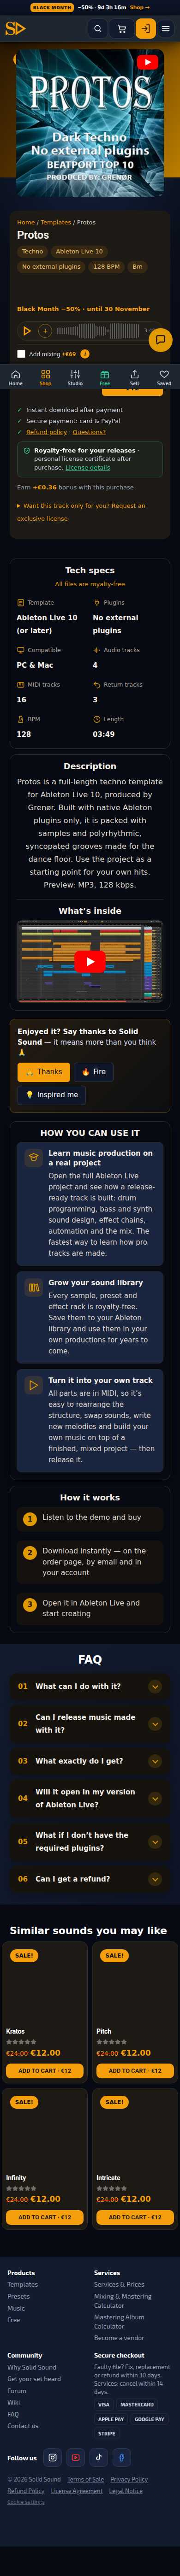 BLACK MONTH −50% · 9d 3h 16m Shop →
SD
PROTOS
Dark Techno
No external plugins
BEATPORT TOP 10
PRODUCED BY: GRENØR
Home / Templates / Protos
Protos
Techno
Ableton Live 10
No external plugins
128 BPM
Bm
Black Month −50% · until 30 November
Add mixing +€69
Home
Shop
Studio
Free
Sell
Saved
✓ Instant download after payment
✓ Secure payment: card & PayPal
✓ Refund policy · Questions?
Royalty-free for your releases ·
personal license certificate after
purchase. License details
Earn +€0.36 bonus with this purchase
▸ Want this track only for you? Request an
exclusive license
Tech specs
All files are royalty-free
Template
Ableton Live 10
(or later)
Plugins
No external
plugins
Compatible
PC & Mac
Audio tracks
4
MIDI tracks
16
Return tracks
3
BPM
128
Length
03:49
Description
Protos is a full-length techno template
for Ableton Live 10, produced by
Grenør. Built with native Ableton
plugins only, it is packed with
samples and polyrhythmic,
syncopated grooves made for the
dance floor. Use the project as a
starting point for your own hits.
Preview: MP3, 128 kbps.
What's inside
Enjoyed it? Say thanks to Solid
Sound — it means more than you think
🙏
🙌 Thanks
🔥 Fire
💡 Inspired me
HOW YOU CAN USE IT
Learn music production on
a real project
Open the full Ableton Live
project and see how a release-
ready track is built: drum
programming, bass and synth
sound design, effect chains,
automation and the mix. The
fastest way to learn how pro
tracks are made.
Grow your sound library
Every sample, preset and
effect rack is royalty-free.
Save them to your Ableton
library and use them in your
own productions for years to
come.
Turn it into your own track
All parts are in MIDI, so it's
easy to rearrange the
structure, swap sounds, write
new melodies and build your
own music on top of a
finished, mixed project — then
release it.
How it works
1 Listen to the demo and buy
2 Download instantly — on the
order page, by email and in
your account
3 Open it in Ableton Live and
start creating
FAQ
01 What can I do with it?
02 Can I release music made
with it?
03 What exactly do I get?
04 Will it open in my version
of Ableton Live?
05 What if I don't have the
required plugins?
06 Can I get a refund?
Similar sounds you may like
SALE!
Kratos
€24.00 €12.00
ADD TO CART · €12
SALE!
Pitch
€24.00 €12.00
ADD TO CART · €12
SALE!
Infinity
€24.00 €12.00
ADD TO CART · €12
SALE!
Intricate
€24.00 €12.00
ADD TO CART · €12
Products
Templates
Presets
Music
Free
Services
Services & Prices
Mixing & Mastering
Calculator
Mastering Album
Calculator
Become a vendor
Community
Why Solid Sound
Get your set heard
Forum
Wiki
FAQ
Contact us
Secure checkout
Faulty file? Fix, replacement
or refund within 30 days.
Services: cancel within 14
days.
VISA
MASTERCARD
APPLE PAY
GOOGLE PAY
STRIPE
Follow us
© 2026 Solid Sound Terms of Sale Privacy Policy
Refund Policy License Agreement Legal Notice
Cookie settings